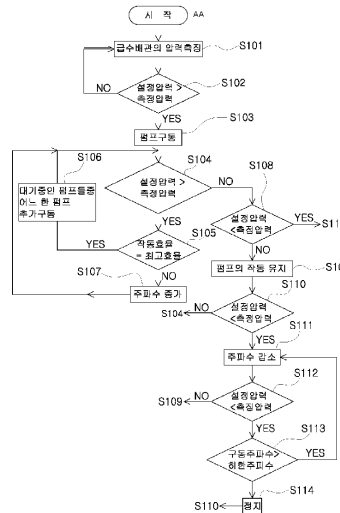 시 작
AA
급수배관의 압력측정
S101
설정압력 >
측정압력
S102
NO
YES
펌프구동
S103
S106
대기중인 펌프들중
어느 한 펌프
추가구동
설정압력 >
측정압력
S104
NO
S108
YES
설정압력
<측정압력
YES
S11
작동효율
= 최고효율
S105
YES
NO
S107
주파수 증가
NO
펌프의 작동 유지
S10
S110
설정압력
<측정압력
NO
S104
YES
S111
주파수 감소
S112
설정압력
<측정압력
NO
S109
YES
S113
구동주파수>
하한주파수
YES
S114
정지
S110